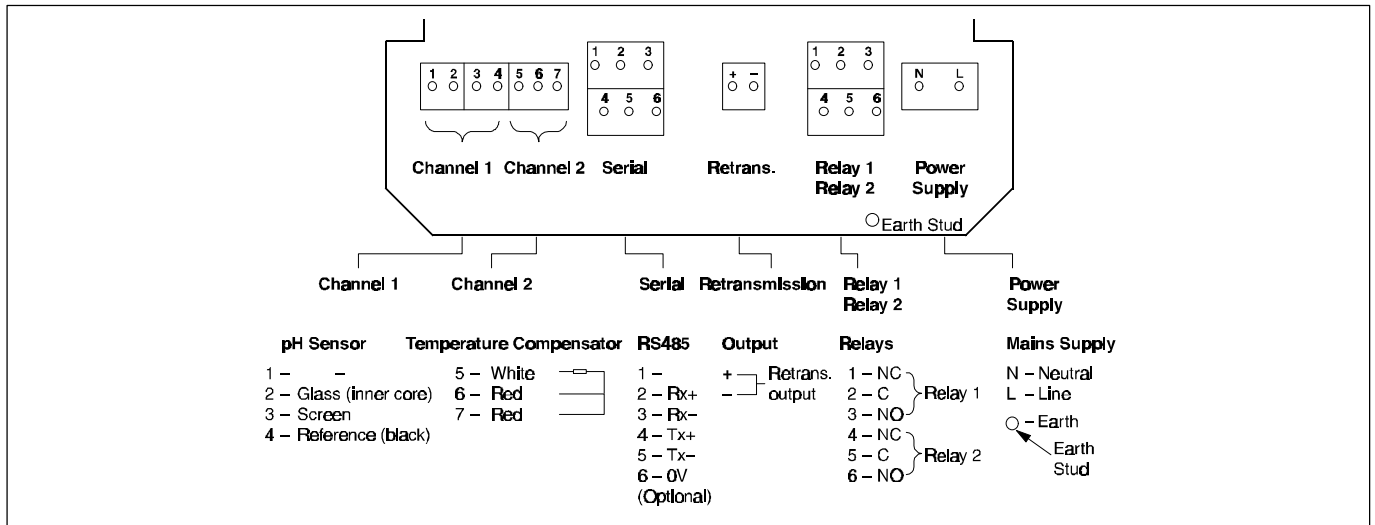 1 2 3 4 5 6 7
1 2 3
4 5 6
+ –
1 2 3
4 5 6
N L
Channel 1 Channel 2 Serial Retrans. Relay 1 Power
Relay 2 Supply
Earth Stud
Channel 1 Channel 2 Serial Retransmission Relay 1 Power
Relay 2 Supply
pH Sensor
1 – –
2 – Glass (inner core)
3 – Screen
4 – Reference (black)
Temperature Compensator
5 – White
6 – Red
7 – Red
RS485
1 –
2 – Rx+
3 – Rx–
4 – Tx+
5 – Tx–
6 – 0V
(Optional)
Output
+ Retrans.
– output
Relays
1 – NC
2 – C Relay 1
3 – NO
4 – NC
5 – C Relay 2
6 – NO
Mains Supply
N – Neutral
L – Line
– Earth
Earth
Stud